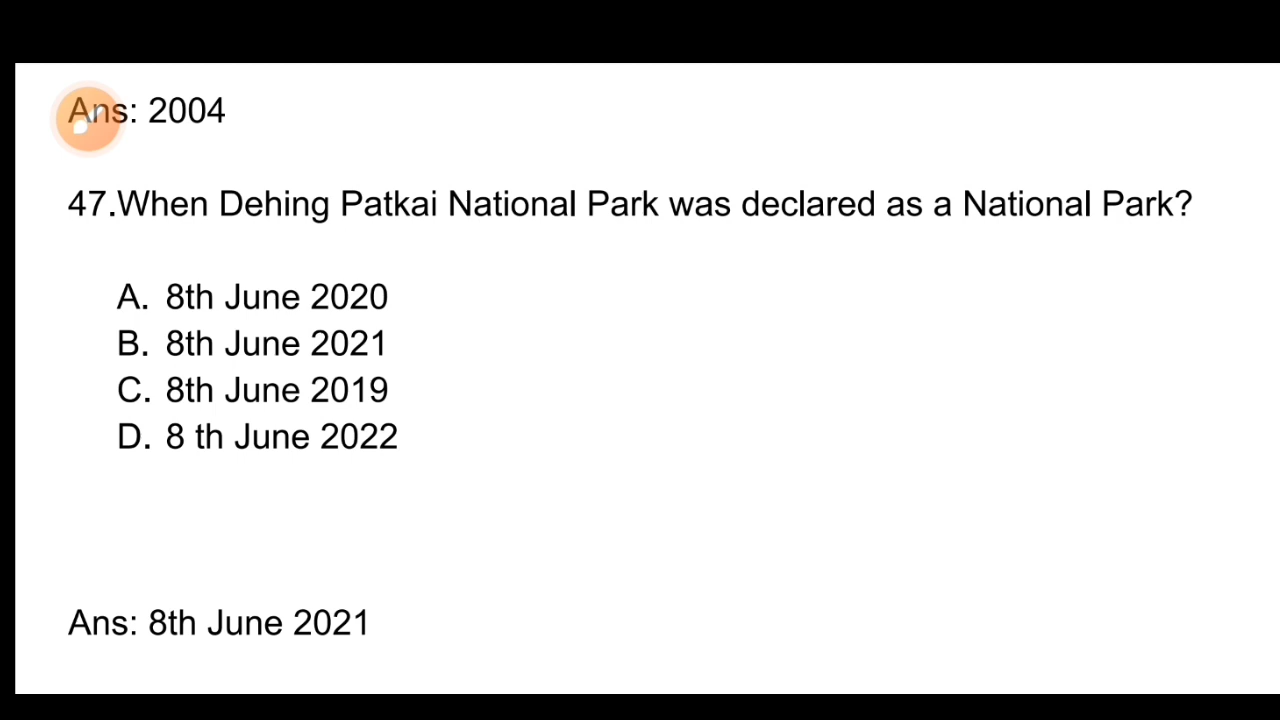 Ans: 2004
47.When Dehing Patkai National Park was declared as a National Park?
A. 8th June 2020
B. 8th June 2021
C. 8th June 2019
D. 8 th June 2022
Ans: 8th June 2021